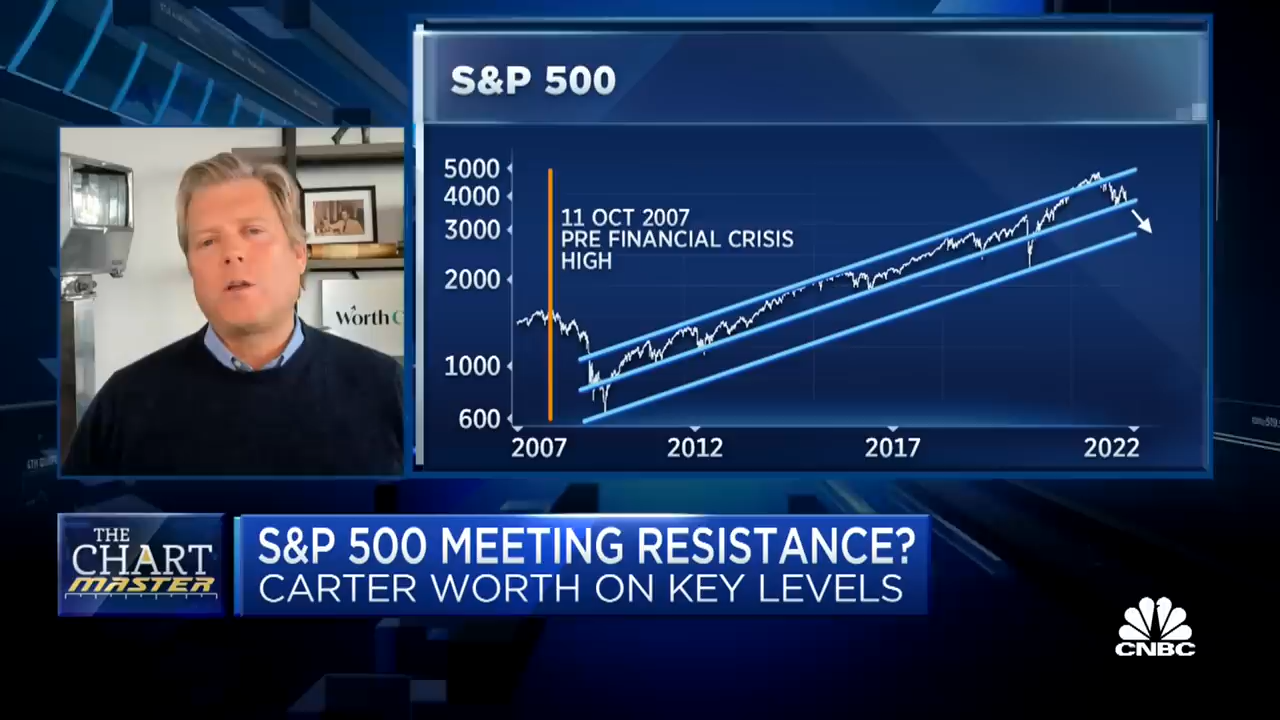 S&P 500
5000
4000
3000
2000
1000
600
11 OCT 2007
PRE FINANCIAL CRISIS
HIGH
2007
2012
2017
2022
Worth
THE
CHART
MASTER
S&P 500 MEETING RESISTANCE?
CARTER WORTH ON KEY LEVELS
CNBC